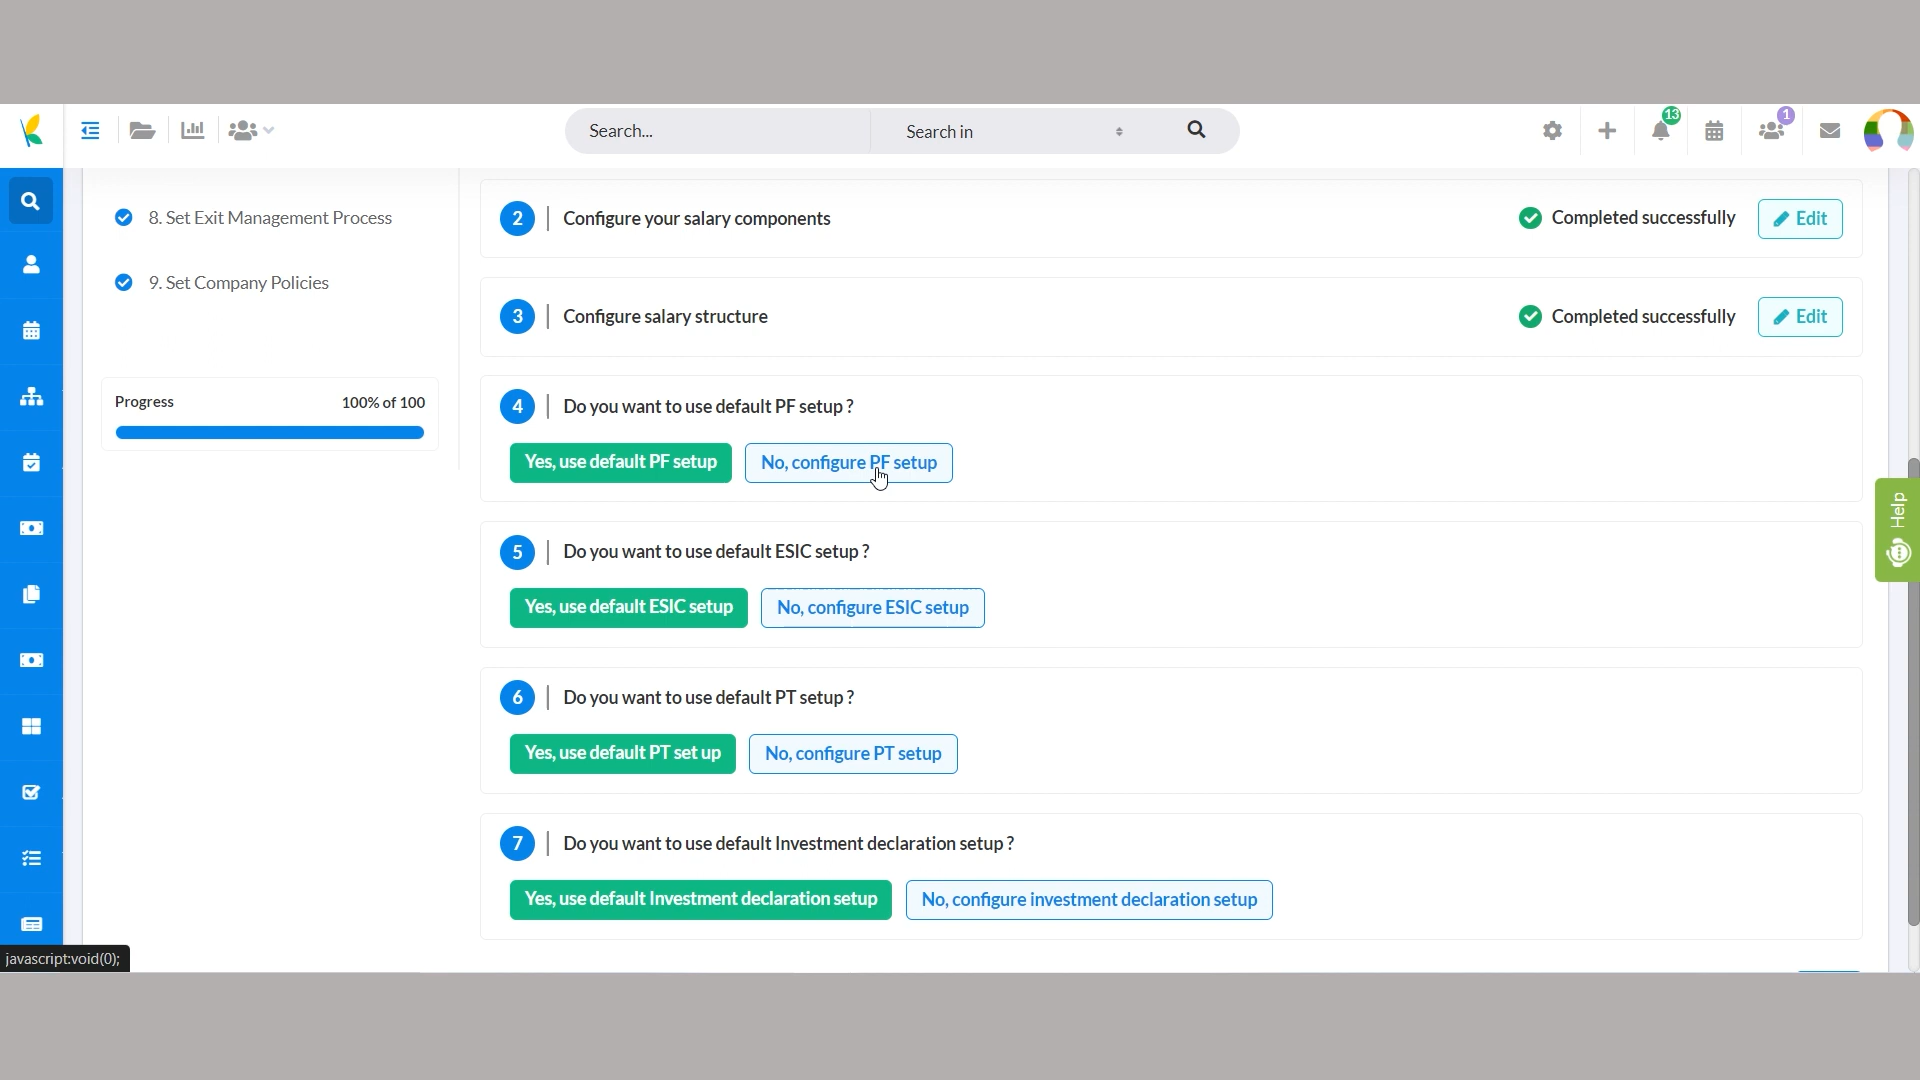 Search...
Search in
13
1
8. Set Exit Management Process
9. Set Company Policies
Progress
100% of 100
2 Configure your salary components
Completed successfully
Edit
3 Configure salary structure
Completed successfully
Edit
4 Do you want to use default PF setup ?
Yes, use default PF setup
No, configure PF setup
5 Do you want to use default ESIC setup ?
Yes, use default ESIC setup
No, configure ESIC setup
6 Do you want to use default PT setup ?
Yes, use default PT set up
No, configure PT setup
7 Do you want to use default Investment declaration setup ?
Yes, use default Investment declaration setup
No, configure investment declaration setup
Help
javascript:void(0);